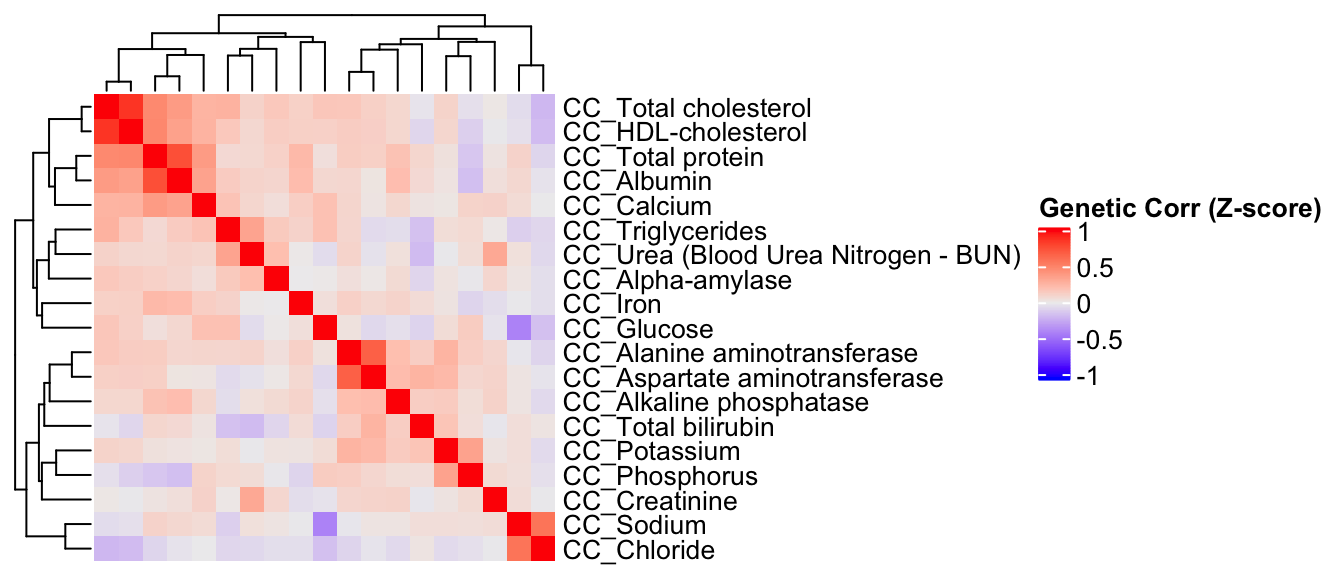 CC_Total cholesterol
CC_HDL-cholesterol
CC_Total protein
CC_Albumin
CC_Calcium
CC_Triglycerides
CC_Urea (Blood Urea Nitrogen - BUN)
CC_Alpha-amylase
CC_Iron
CC_Glucose
CC_Alanine aminotransferase
CC_Aspartate aminotransferase
CC_Alkaline phosphatase
CC_Total bilirubin
CC_Potassium
CC_Phosphorus
CC_Creatinine
CC_Sodium
CC_Chloride
Genetic Corr (Z-score)
1
0.5
0
-0.5
-1